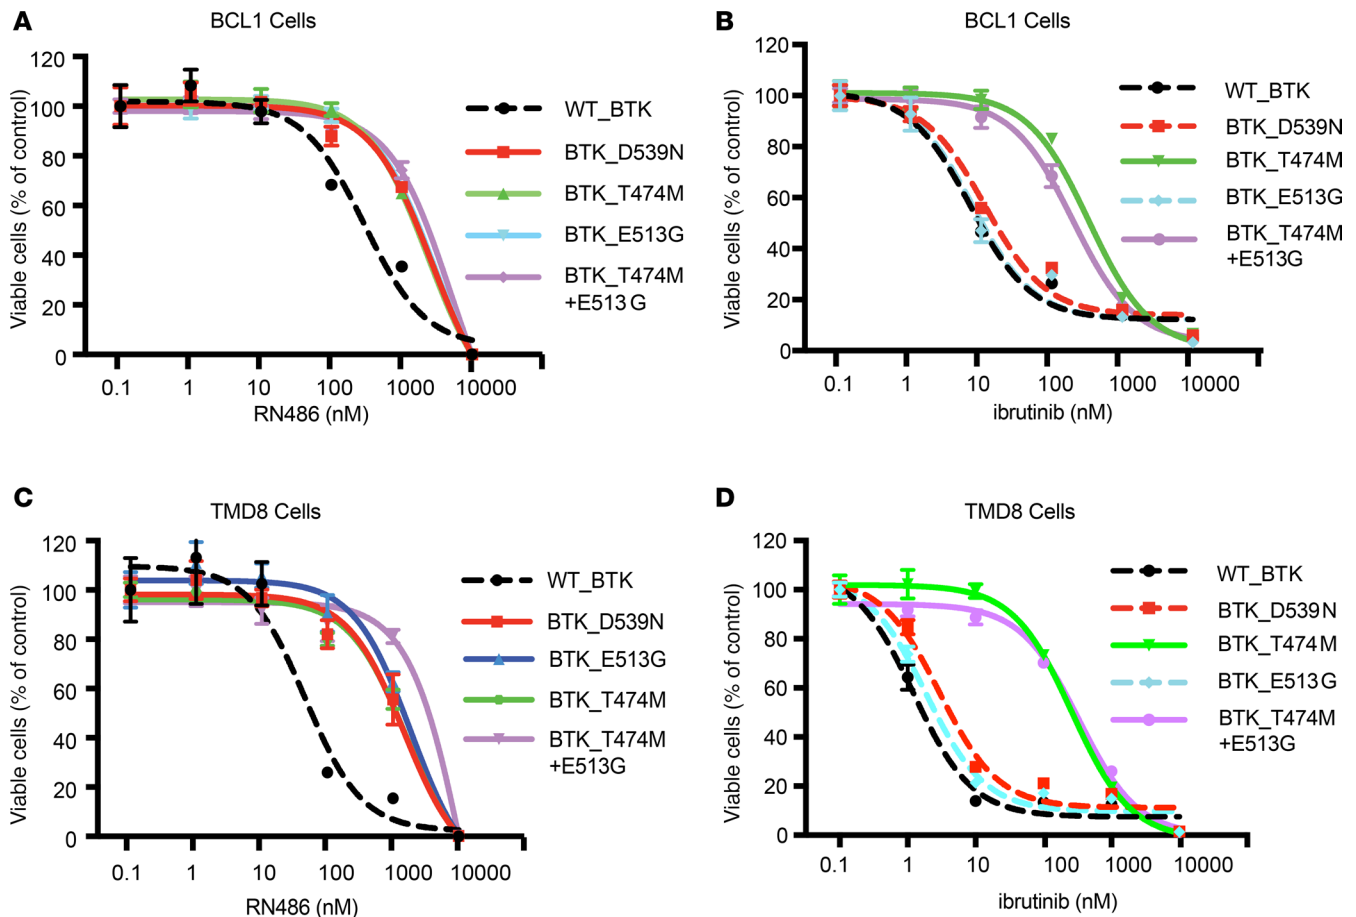 A
BCL1 Cells
Viable cells (% of control)
120
100
80
60
40
20
0
0.1 1 10 100 1000 10000
RN486 (nM)
WT_BTK
BTK_D539N
BTK_T474M
BTK_E513G
BTK_T474M
+E513G
B
BCL1 Cells
Viable cells (% of control)
120
100
80
60
40
20
0
0.1 1 10 100 1000 10000
ibrutinib (nM)
WT_BTK
BTK_D539N
BTK_T474M
BTK_E513G
BTK_T474M
+E513G
C
TMD8 Cells
Viable cells (% of control)
120
100
80
60
40
20
0
0.1 1 10 100 1000 10000
RN486 (nM)
WT_BTK
BTK_D539N
BTK_E513G
BTK_T474M
BTK_T474M
+E513G
D
TMD8 Cells
Viable cells (% of control)
120
100
80
60
40
20
0
0.1 1 10 100 1000 10000
ibrutinib (nM)
WT_BTK
BTK_D539N
BTK_T474M
BTK_E513G
BTK_T474M
+E513G